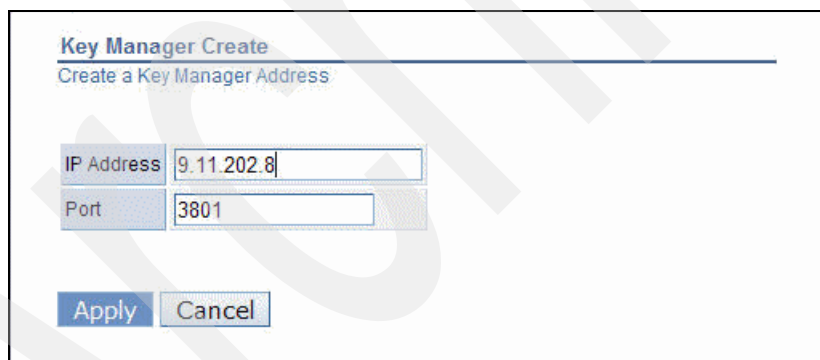 Key Manager Create
Create a Key Manager Address
IP Address 9.11.202.8
Port 3801
Apply Cancel